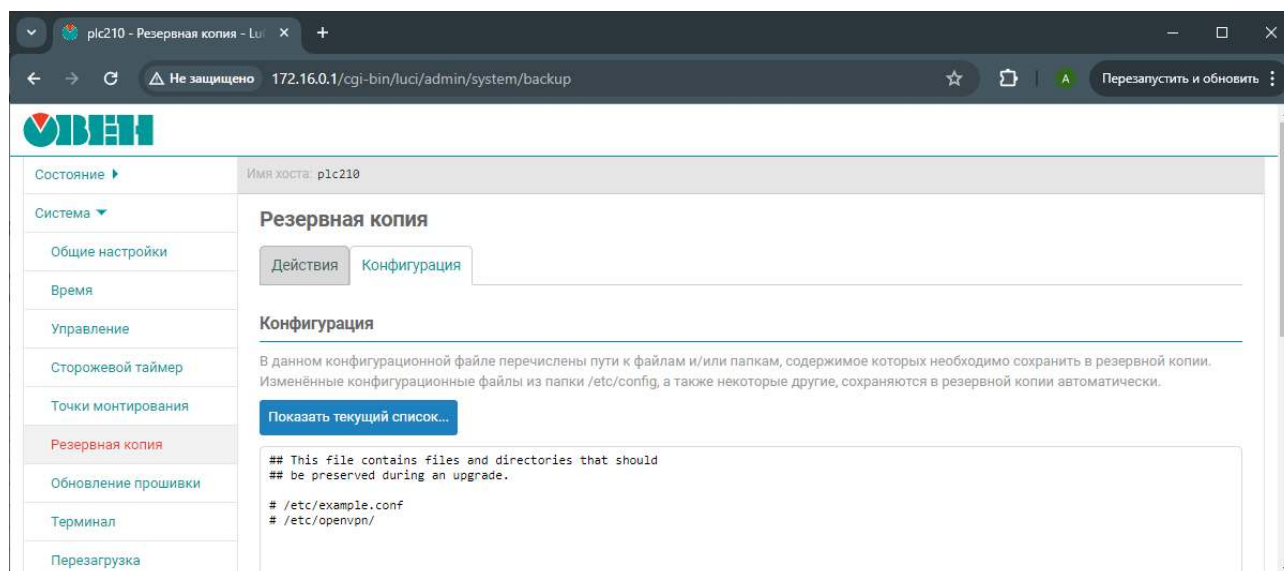 plc210 - Резервная копия - Lu
Не защищено 172.16.0.1/cgi-bin/luci/admin/system/backup
А
Перезапустить и обновить
ОВЕН
Состояние
Имя хоста: plc210
Система
Резервная копия
Общие настройки
Действия Конфигурация
Время
Управление
Конфигурация
Сторожевой таймер
В данном конфигурационной файле перечислены пути к файлам и/или папкам, содержимое которых необходимо сохранить в резервной копии.
Изменённые конфигурационные файлы из папки /etc/config, а также некоторые другие, сохраняются в резервной копии автоматически.
Точки монтирования
Показать текущий список...
Резервная копия
## This file contains files and directories that should
## be preserved during an upgrade.
Обновление прошивки
# /etc/example.conf
# /etc/openvpn/
Терминал
Перезагрузка